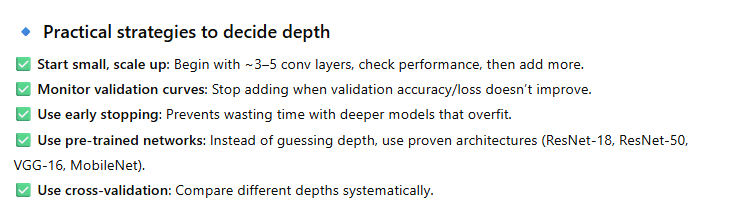 🔹 Practical strategies to decide depth
✅ Start small, scale up: Begin with ~3–5 conv layers, check performance, then add more.
✅ Monitor validation curves: Stop adding when validation accuracy/loss doesn’t improve.
✅ Use early stopping: Prevents wasting time with deeper models that overfit.
✅ Use pre-trained networks: Instead of guessing depth, use proven architectures (ResNet-18, ResNet-50,
VGG-16, MobileNet).
✅ Use cross-validation: Compare different depths systematically.